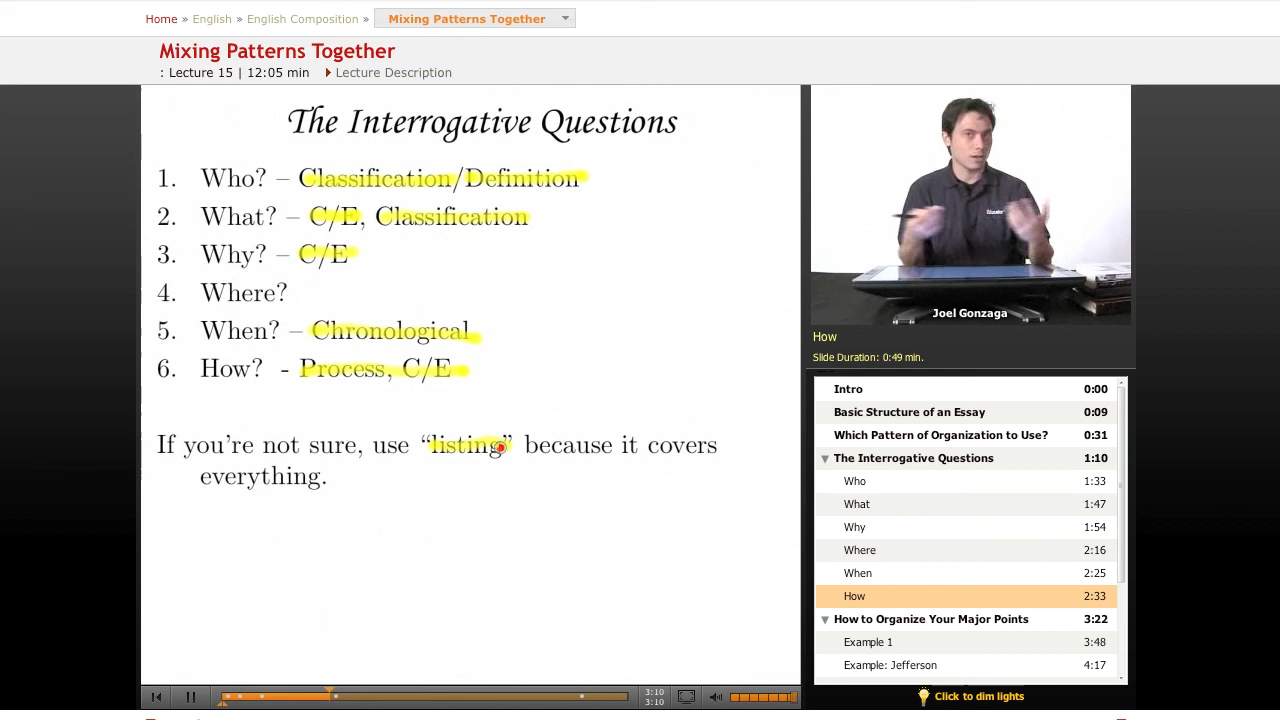 Home » English » English Composition » Mixing Patterns Together
Mixing Patterns Together
: Lecture 15 | 12:05 min Lecture Description
The Interrogative Questions
1. Who? – Classification/Definition
2. What? – C/E, Classification
3. Why? – C/E
4. Where?
5. When? – Chronological
6. How? - Process, C/E
If you're not sure, use “listing” because it covers
everything.
Joel Gonzaga
How
Slide Duration: 0:49 min.
Intro 0:00
Basic Structure of an Essay 0:09
Which Pattern of Organization to Use? 0:31
The Interrogative Questions 1:10
Who 1:33
What 1:47
Why 1:54
Where 2:16
When 2:25
How 2:33
How to Organize Your Major Points 3:22
Example 1 3:48
Example: Jefferson 4:17
3:10
3:10
Click to dim lights